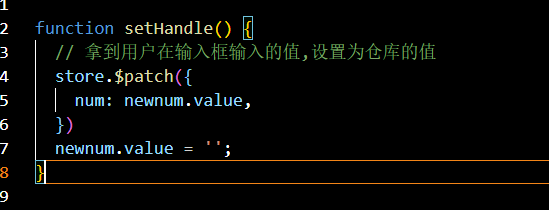 1
2 function setHandle() {
3 // 拿到用户在输入框输入的值,设置为仓库的值
4 store.$patch({
5 num: newnum.value,
6 })
7 newnum.value = '';
8 }
9